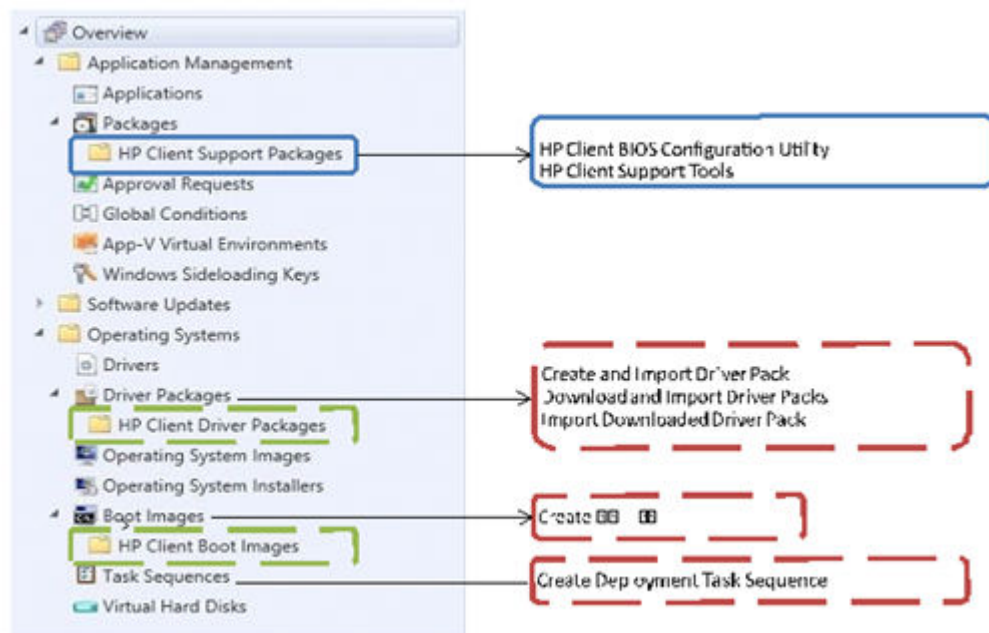 Overview
Application Management
Applications
Packages
HP Client Support Packages
HP Client BIOS Configuration Utility
HP Client Support Tools
Approval Requests
Global Conditions
App-V Virtual Environments
Windows Sideloading Keys
Software Updates
Operating Systems
Drivers
Driver Packages
Create and Import Driver Pack
Download and Import Driver Packs
Import Downloaded Driver Pack
HP Client Driver Packages
Operating System Images
Operating System Installers
Boot Images
Create
HP Client Boot Images
Task Sequences
Create Deployment Task Sequence
Virtual Hard Disks